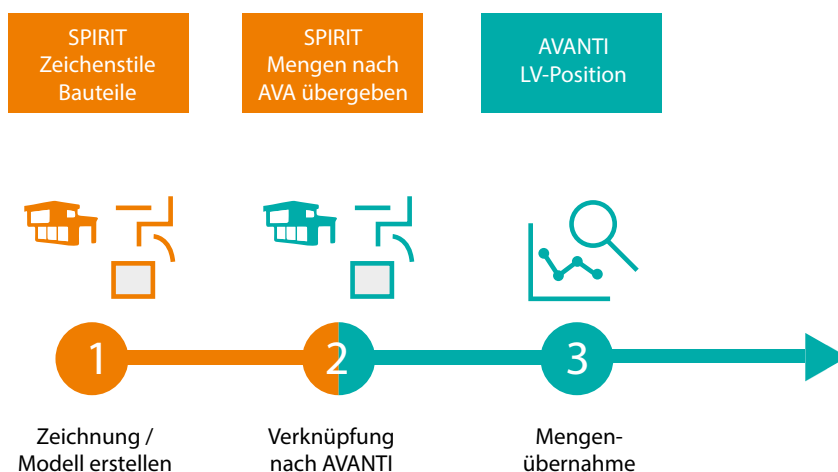 SPIRIT
Zeichenstile
Bauteile
SPIRIT
Mengen nach
AVA übergeben
AVANTI
LV-Position
1
2
3
Zeichnung /
Modell erstellen
Verknüpfung
nach AVANTI
Mengen-
übernahme